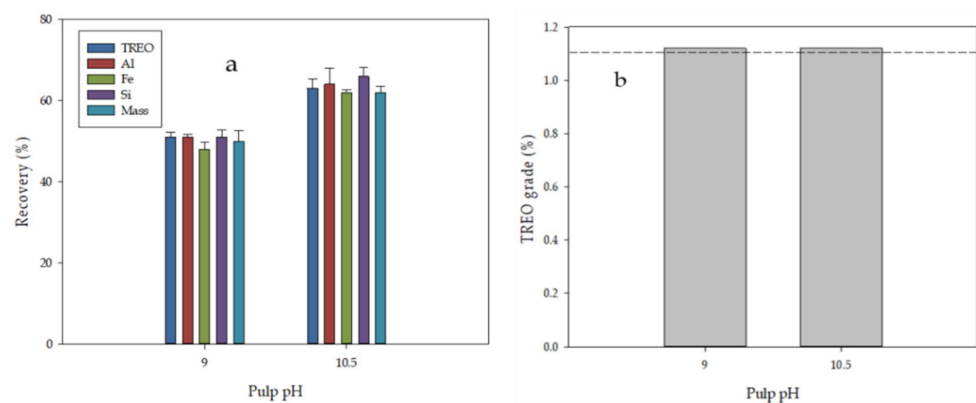 80
60
40
20
0
Recovery (%)
TREO
Al
Fe
Si
Mass
a
9
10.5
Pulp pH
1.2
1.0
0.8
0.6
0.4
0.2
0.0
TREO grade (%)
b
9
10.5
Pulp pH